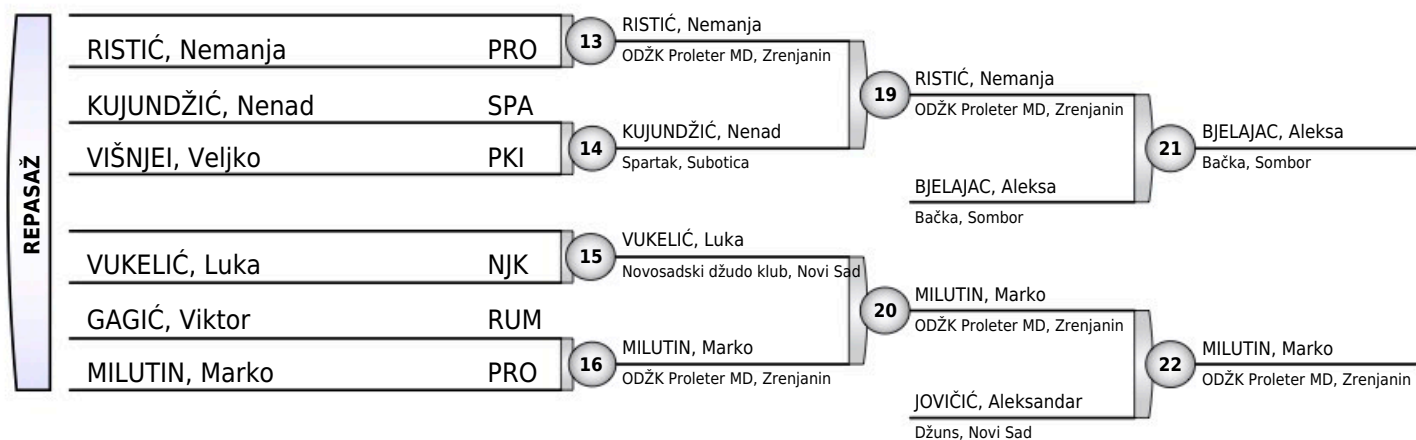 REPASAŽ
RISTIĆ, Nemanja PRO
KUJUNDŽIĆ, Nenad SPA
VIŠNJEI, Veljko PKI
VUKELIĆ, Luka NJK
GAGIĆ, Viktor RUM
MILUTIN, Marko PRO
13
RISTIĆ, Nemanja
ODŽK Proleter MD, Zrenjanin
14
KUJUNDŽIĆ, Nenad
Spartak, Subotica
15
VUKELIĆ, Luka
Novosadski džudo klub, Novi Sad
16
MILUTIN, Marko
ODŽK Proleter MD, Zrenjanin
19
RISTIĆ, Nemanja
ODŽK Proleter MD, Zrenjanin
BJELAJAC, Aleksa
Bačka, Sombor
20
MILUTIN, Marko
ODŽK Proleter MD, Zrenjanin
JOVIČIĆ, Aleksandar
Džuns, Novi Sad
21
BJELAJAC, Aleksa
Bačka, Sombor
22
MILUTIN, Marko
ODŽK Proleter MD, Zrenjanin